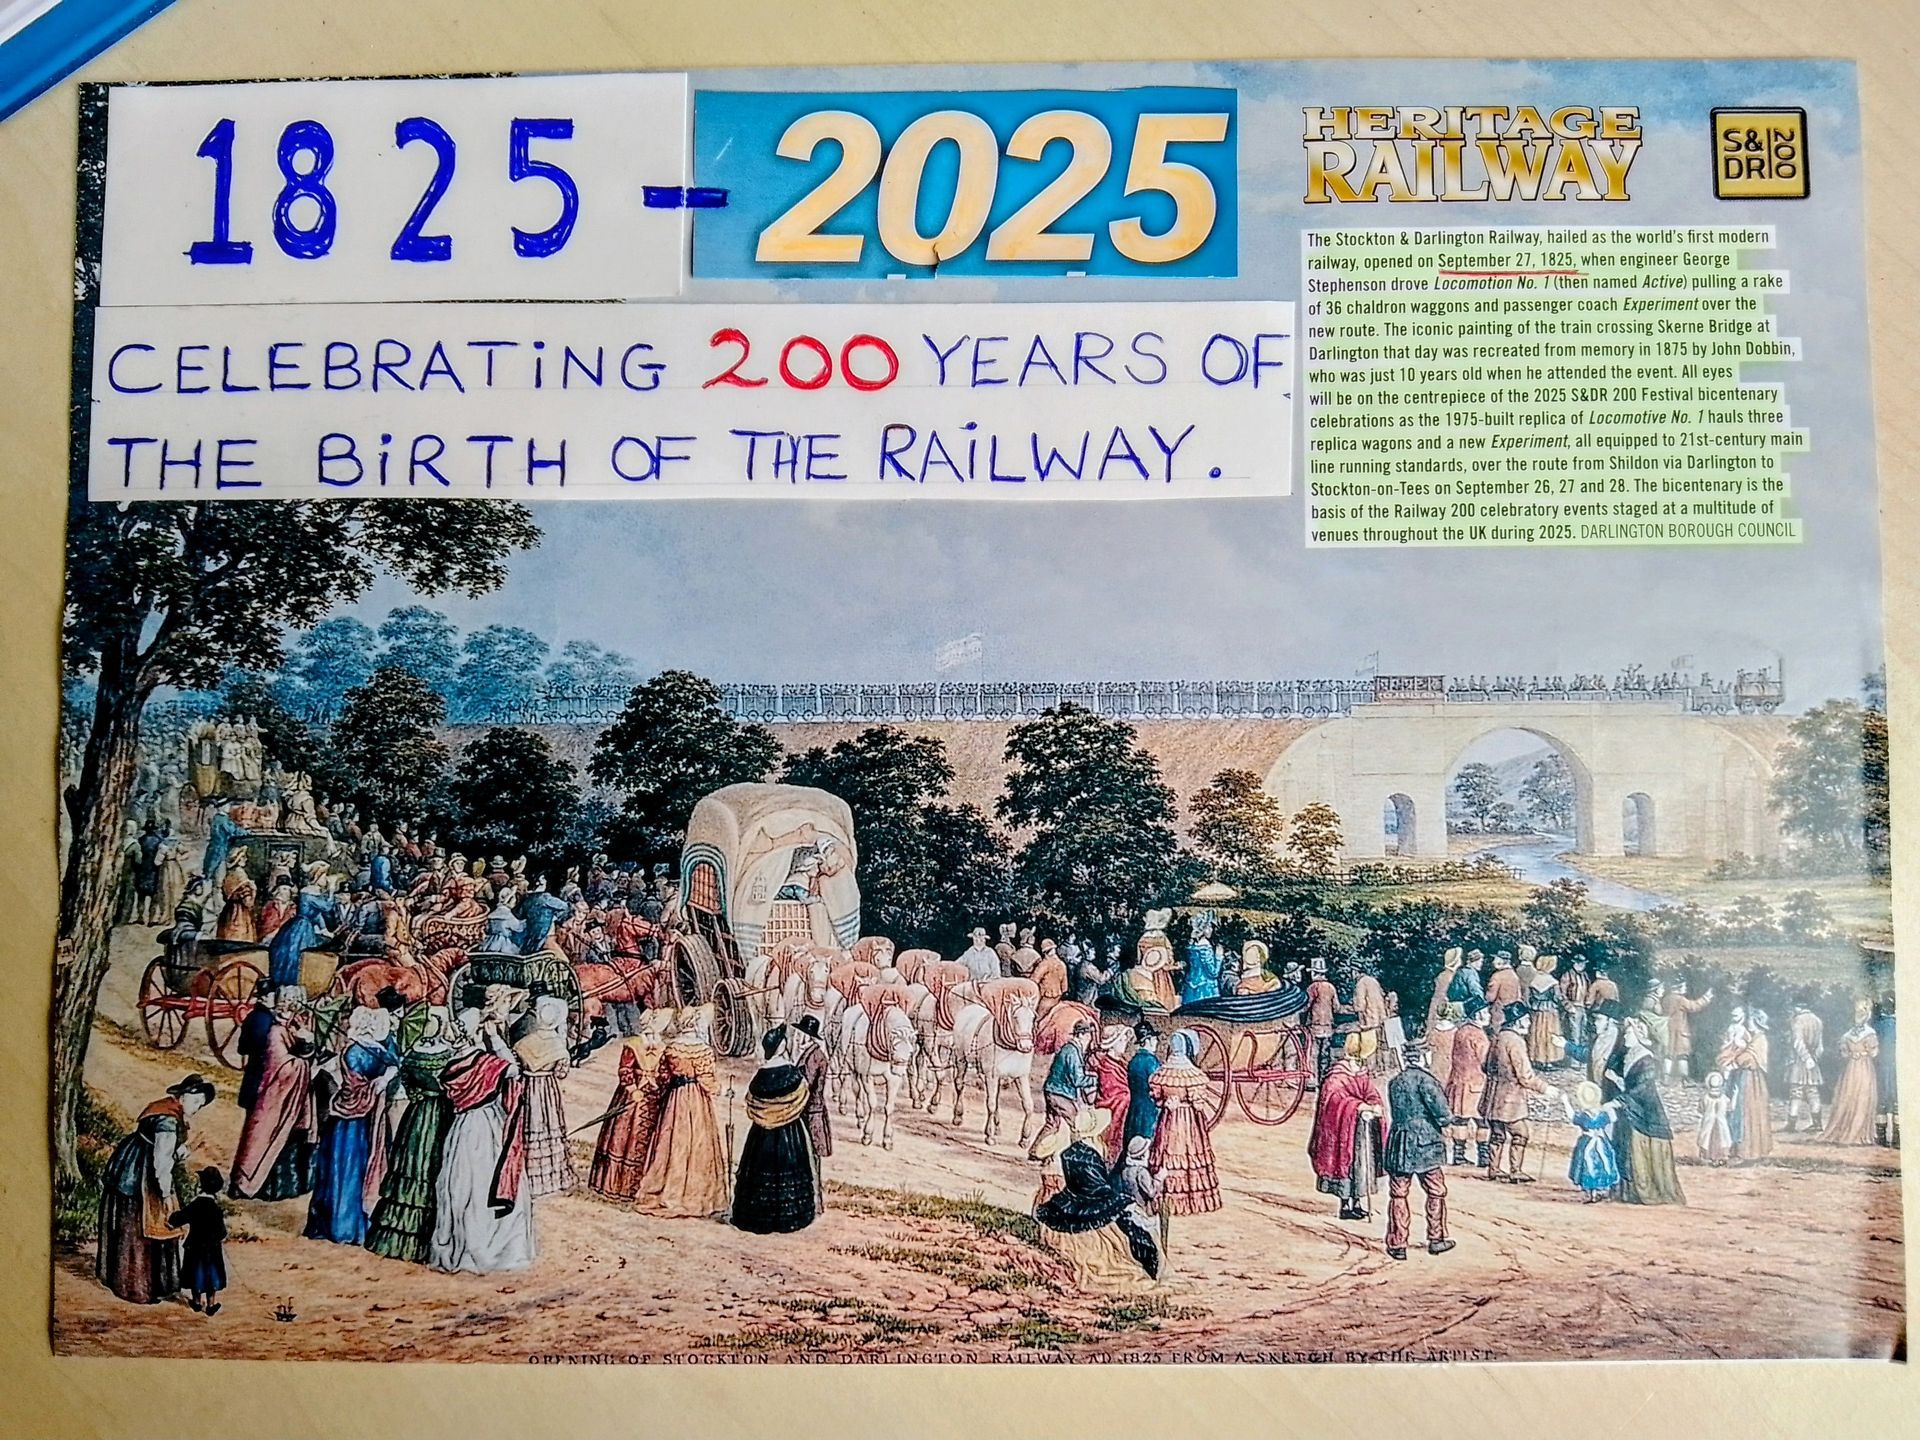 1825 - 2025
CELEBRATiNG 200 YEARS OF
THE BiRTH OF THE RAiLWAY.
HERITAGE
RAILWAY
S&
DR
200
The Stockton & Darlington Railway, hailed as the world's first modern
railway, opened on September 27, 1825, when engineer George
Stephenson drove Locomotion No. 1 (then named Active) pulling a rake
of 36 chaldron waggons and passenger coach Experiment over the
new route. The iconic painting of the train crossing Skerne Bridge at
Darlington that day was recreated from memory in 1875 by John Dobbin,
who was just 10 years old when he attended the event. All eyes
will be on the centrepiece of the 2025 S&DR 200 Festival bicentenary
celebrations as the 1975-built replica of Locomotive No. 1 hauls three
replica wagons and a new Experiment, all equipped to 21st-century main
line running standards, over the route from Shildon via Darlington to
Stockton-on-Tees on September 26, 27 and 28. The bicentenary is the
basis of the Railway 200 celebratory events staged at a multitude of
venues throughout the UK during 2025. DARLINGTON BOROUGH COUNCIL
OPENING OF STOCKTON AND DARLINGTON RAILWAY AD 1825 FROM A SKETCH BY THE ARTIST.